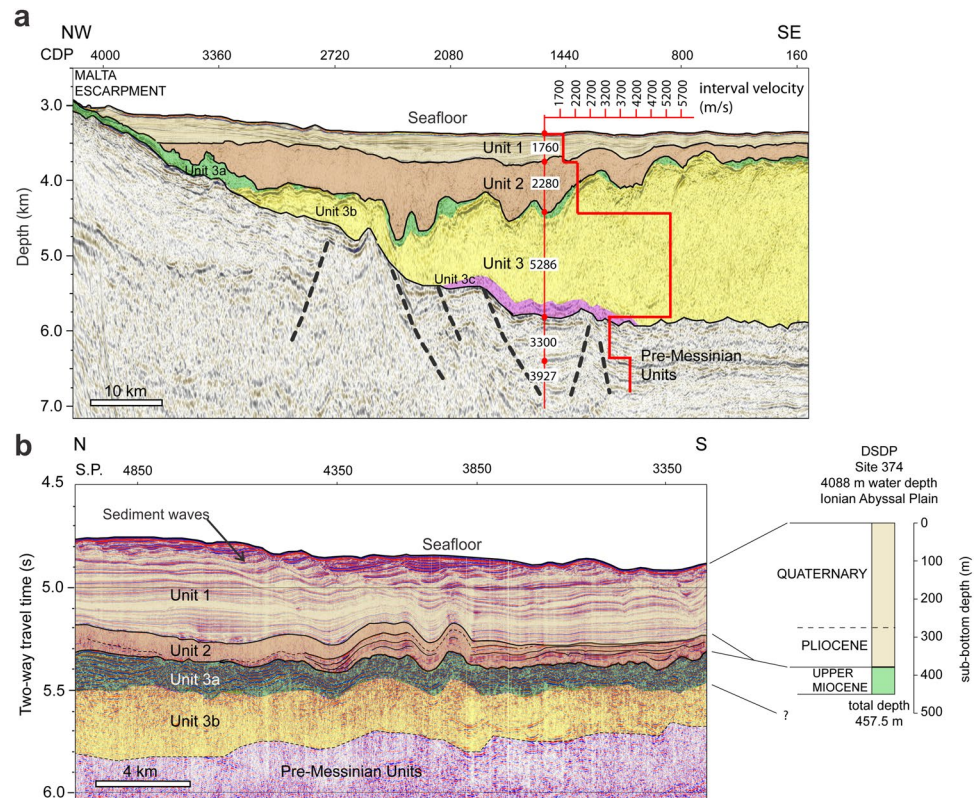 a
NW
SE
CDP
4000
3360
2720
2080
1440
800
160
MALTA
ESCARPMENT
1700
2200
2700
3200
3700
4200
4700
5200
5700
interval velocity
(m/s)
Depth (km)
3.0
4.0
5.0
6.0
7.0
Seafloor
Unit 1
1760
Unit 2
2280
Unit 3a
Unit 3b
Unit 3
5286
Unit 3c
3300
3927
Pre-Messinian
Units
10 km
b
N
S
S.P.
4850
4350
3850
3350
Two-way travel time (s)
4.5
5.0
5.5
6.0
Sediment waves
Seafloor
Unit 1
Unit 2
Unit 3a
Unit 3b
Pre-Messinian Units
4 km
DSDP
Site 374
4088 m water depth
Ionian Abyssal Plain
QUATERNARY
PLIOCENE
UPPER
MIOCENE
total depth
457.5 m
?
0
100
200
300
400
500
sub-bottom depth (m)